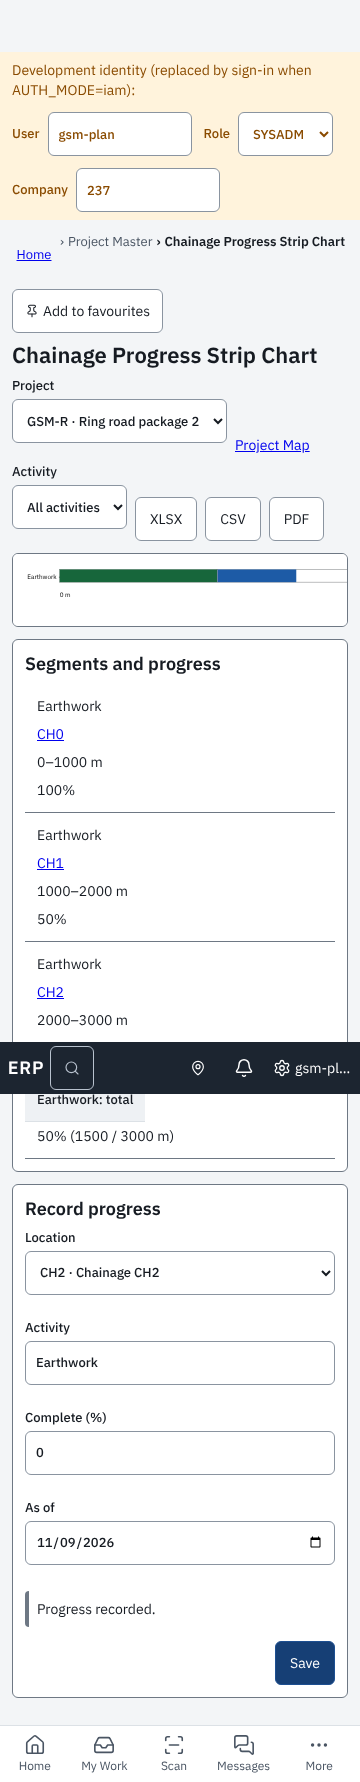 Development identity (replaced by sign-in when
AUTH_MODE=iam):
User gsm-plan Role SYSADM
Company 237
Home › Project Master › Chainage Progress Strip Chart
Add to favourites
Chainage Progress Strip Chart
Project
GSM-R · Ring road package 2
Project Map
Activity
All activities XLSX CSV PDF
Earthwork
0 m
Segments and progress
Earthwork
CH0
0–1000 m
100%
Earthwork
CH1
1000–2000 m
50%
Earthwork
CH2
2000–3000 m
ERP gsm-pl...
Earthwork: total
50% (1500 / 3000 m)
Record progress
Location
CH2 · Chainage CH2
Activity
Earthwork
Complete (%)
0
As of
11/09/2026
Progress recorded.
Save
Home My Work Scan Messages More